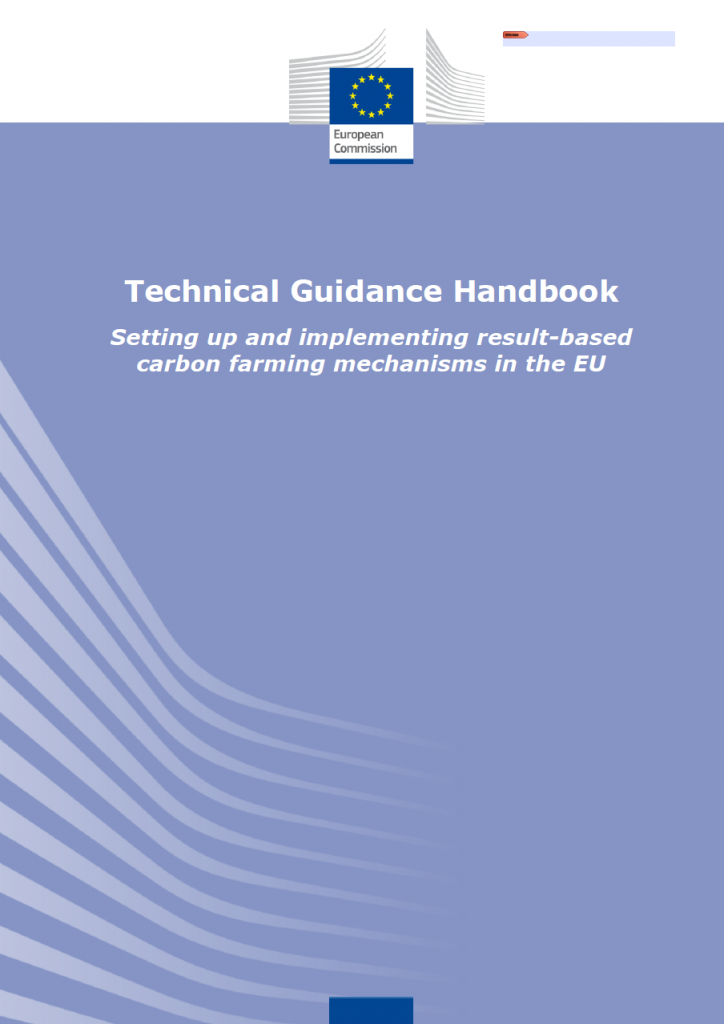 European
Commission
Technical Guidance Handbook
Setting up and implementing result-based
carbon farming mechanisms in the EU